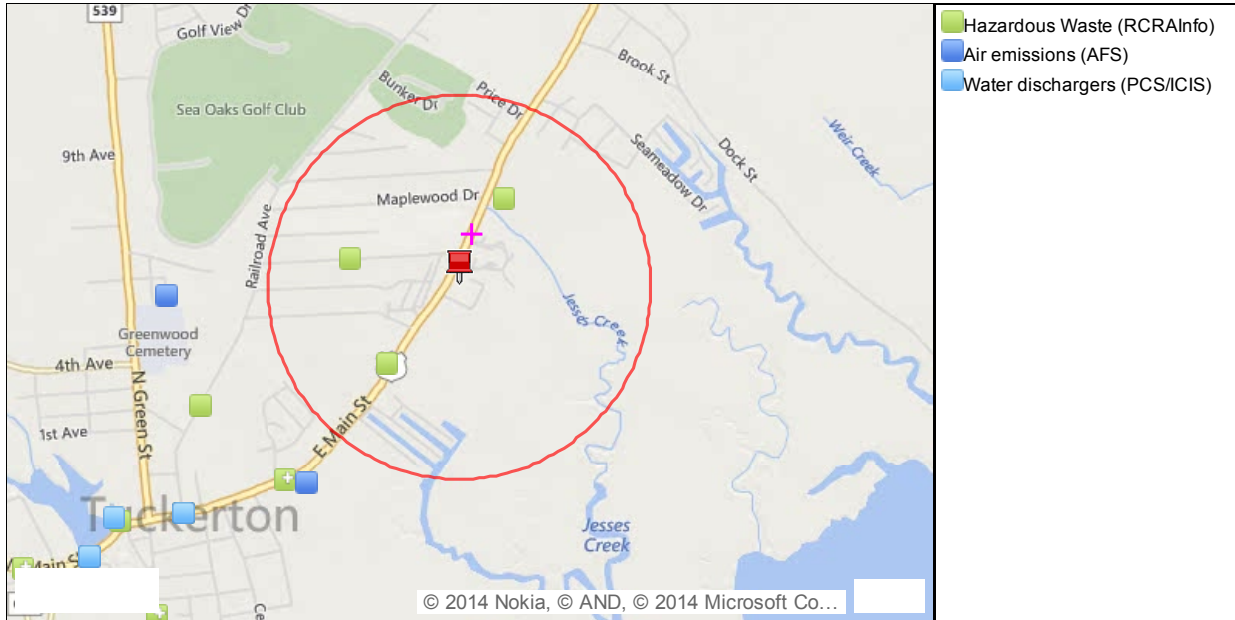 539
Golf View Dr
Sea Oaks Golf Club
Bunker Dr
Price Dr
Brook St
Weir Creek
Dock St
Seameadow Dr
9th Ave
Maplewood Dr
Railroad Ave
Greenwood
Cemetery
Jesses Creek
4th Ave
N Green St
1st Ave
E Main St
Tuckerton
Jesses
Creek
Main St
© 2014 Nokia, © AND, © 2014 Microsoft Co...
Hazardous Waste (RCRAInfo)
Air emissions (AFS)
Water dischargers (PCS/ICIS)